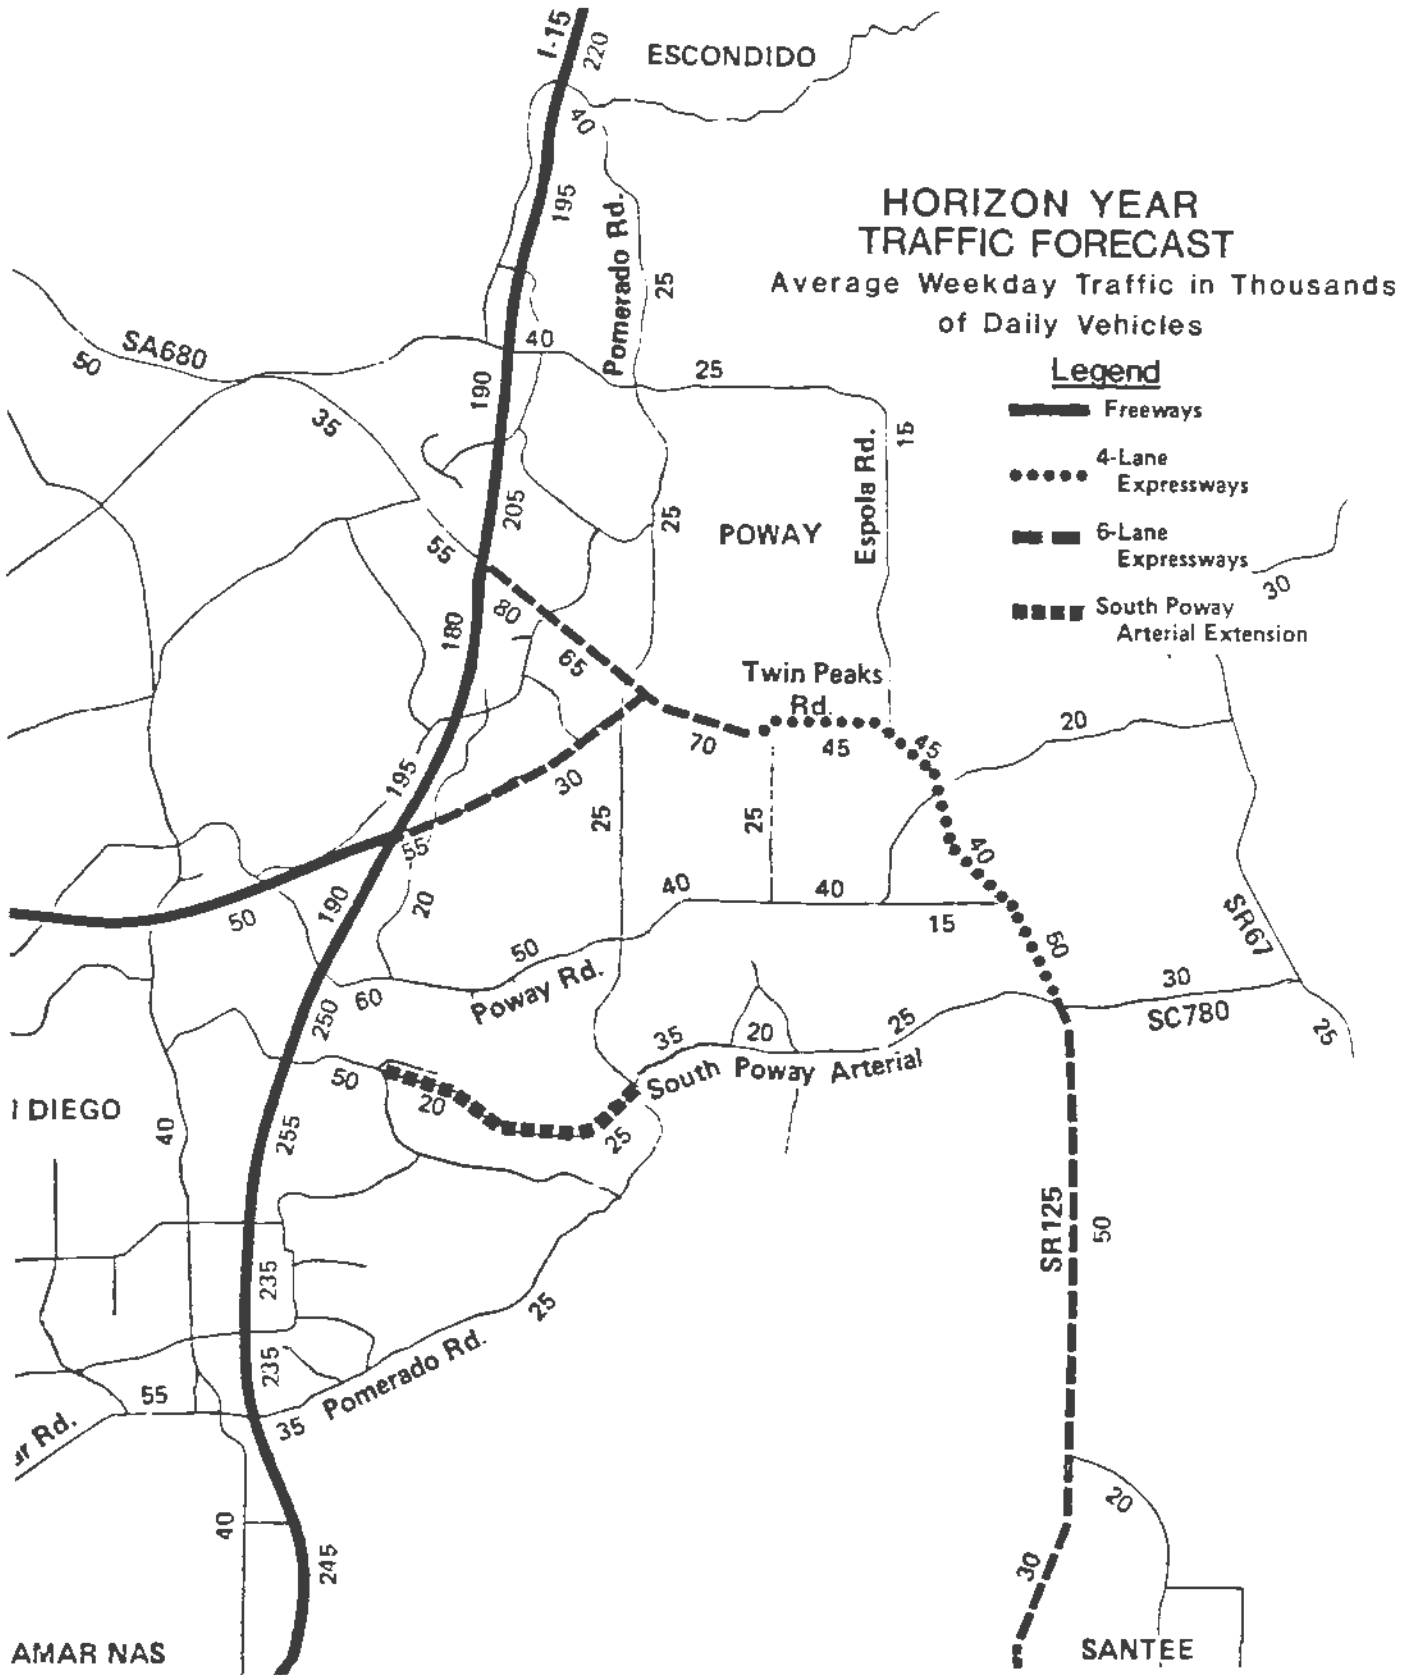 I-15
220
ESCONDIDO
40
195
Pomerado Rd.
25
HORIZON YEAR
TRAFFIC FORECAST
Average Weekday Traffic in Thousands
of Daily Vehicles
Legend
Freeways
4-Lane
Expressways
6-Lane
Expressways
South Poway
Arterial Extension
SA680
50
40
25
190
35
15
Espola Rd.
205
25
POWAY
55
30
80
180
65
Twin Peaks
Rd.
70
45
45
20
195
30
25
25
55
40
50
190
20
40
40
15
SR67
50
Poway Rd.
60
250
60
30
SC780
25
35
20
25
South Poway Arterial
50
20
25
I DIEGO
40
255
SR125
50
235
25
235
Pomerado Rd.
55
35
ar Rd.
40
245
20
30
AMAR NAS
SANTEE